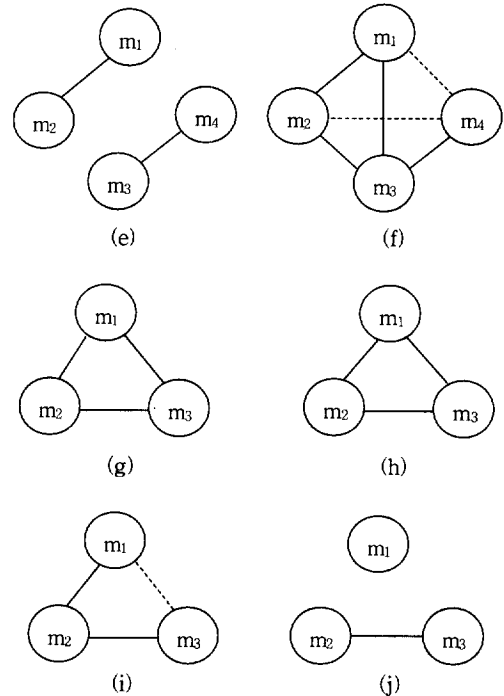 m₁ m₁
m₂ m₄ m₂ m₄
m₃ m₃
(e) (f)
m₁ m₁
m₂ m₃ m₂ m₃
(g) (h)
m₁ m₁
m₂ m₃ m₂ m₃
(i) (j)